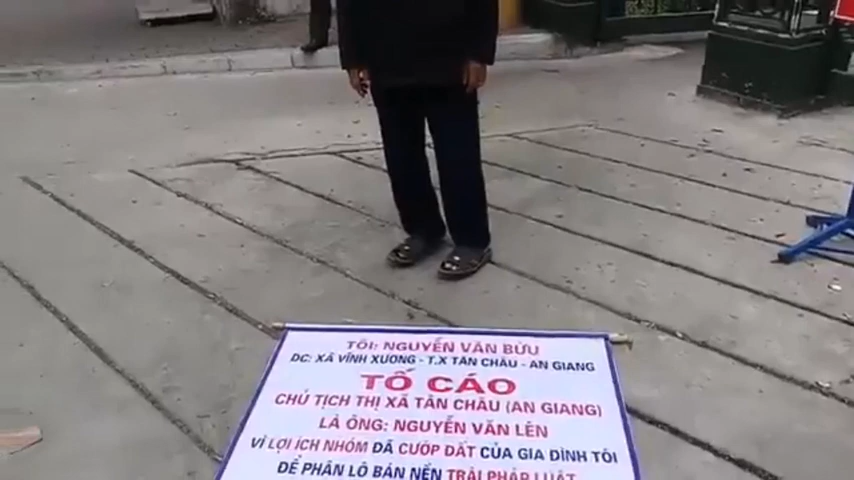 TÔI: NGUYỄN VĂN BỬU
ĐC: XÃ VĨNH XƯƠNG - T.X TÂN CHÂU - AN GIANG
TỐ CÁO
CHỦ TỊCH THỊ XÃ TÂN CHÂU (AN GIANG)
LÀ ÔNG: NGUYỄN VĂN LÊN
VÌ LỢI ÍCH NHÓM ĐÃ CƯỚP ĐẤT CỦA GIA ĐÌNH TÔI
ĐỂ PHÂN LÔ BÁN NỀN TRÁI PHÁP LUẬT